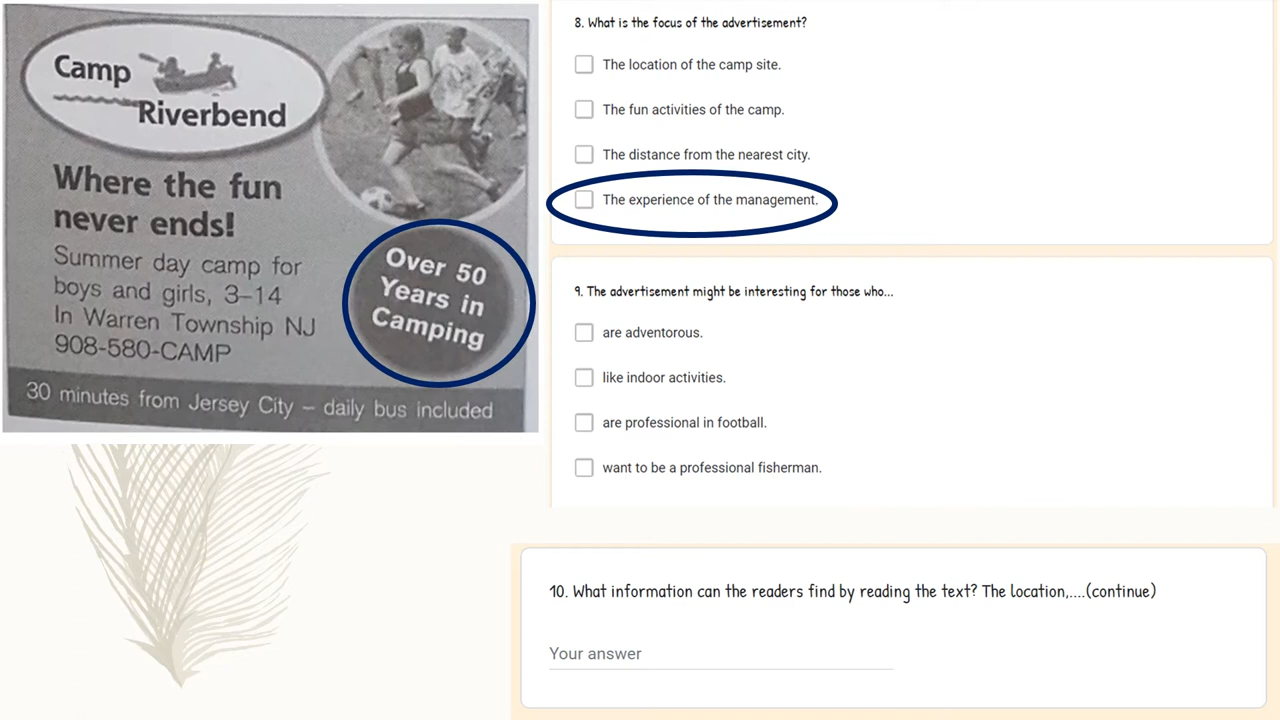 Camp
Riverbend
Where the fun
never ends!
Summer day camp for
boys and girls, 3–14
In Warren Township NJ
908-580-CAMP
Over 50
Years in
Camping
30 minutes from Jersey City – daily bus included
8. What is the focus of the advertisement?
The location of the camp site.
The fun activities of the camp.
The distance from the nearest city.
The experience of the management.
9. The advertisement might be interesting for those who...
are adventorous.
like indoor activities.
are professional in football.
want to be a professional fisherman.
10. What information can the readers find by reading the text? The location,....(continue)
Your answer